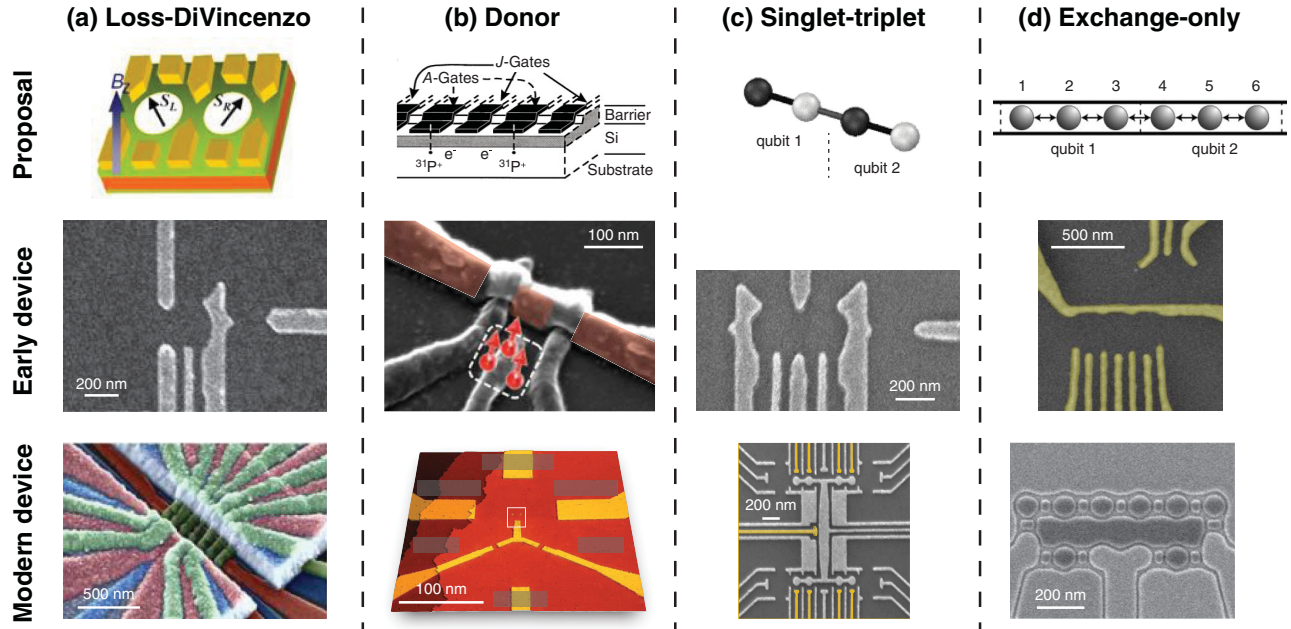 (a) Loss-DiVincenzo
(b) Donor
(c) Singlet-triplet
(d) Exchange-only
Proposal
B_Z
S_L
S_R
J-Gates
A-Gates
Barrier
Si
Substrate
e⁻
e⁻
³¹P⁺
³¹P⁺
qubit 1
qubit 2
1 2 3 4 5 6
qubit 1
qubit 2
Early device
200 nm
100 nm
200 nm
500 nm
Modern device
500 nm
100 nm
200 nm
200 nm